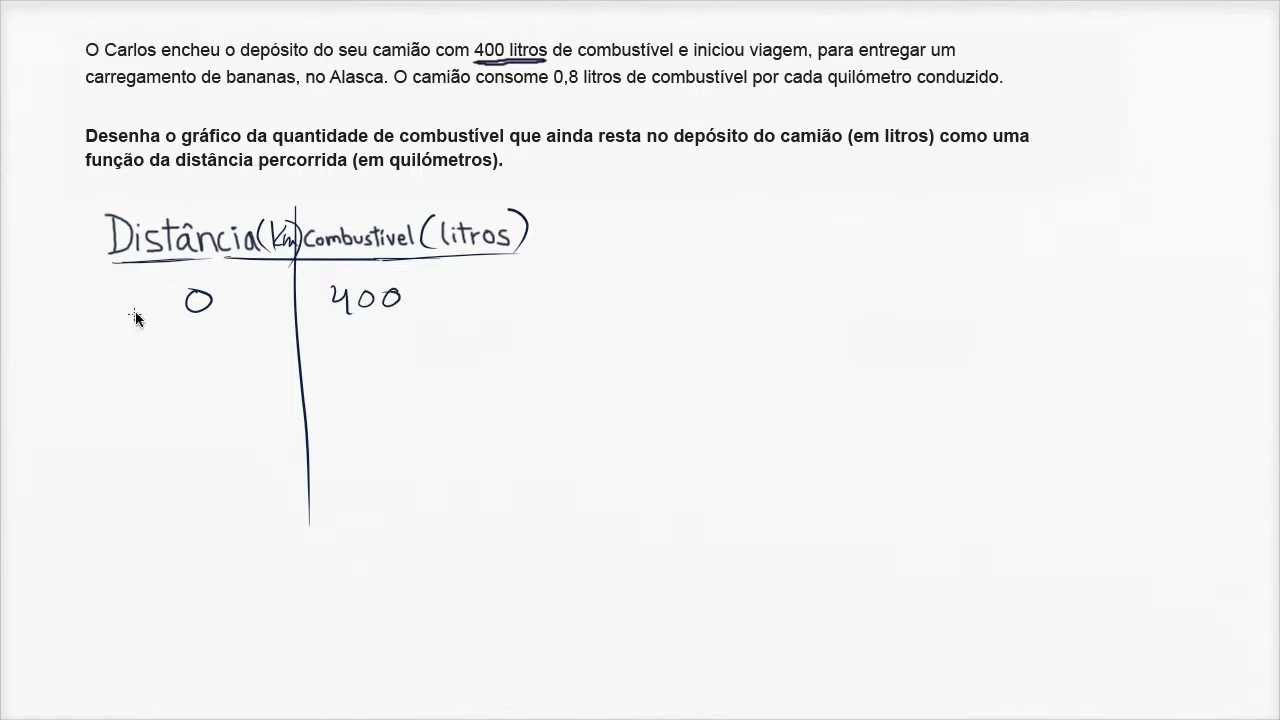 O Carlos encheu o depósito do seu camião com 400 litros de combustível e iniciou viagem, para entregar um
carregamento de bananas, no Alasca. O camião consome 0,8 litros de combustível por cada quilómetro conduzido.
Desenha o gráfico da quantidade de combustível que ainda resta no depósito do camião (em litros) como uma
função da distância percorrida (em quilómetros).
Distância (km) Combustível (litros)
0 400